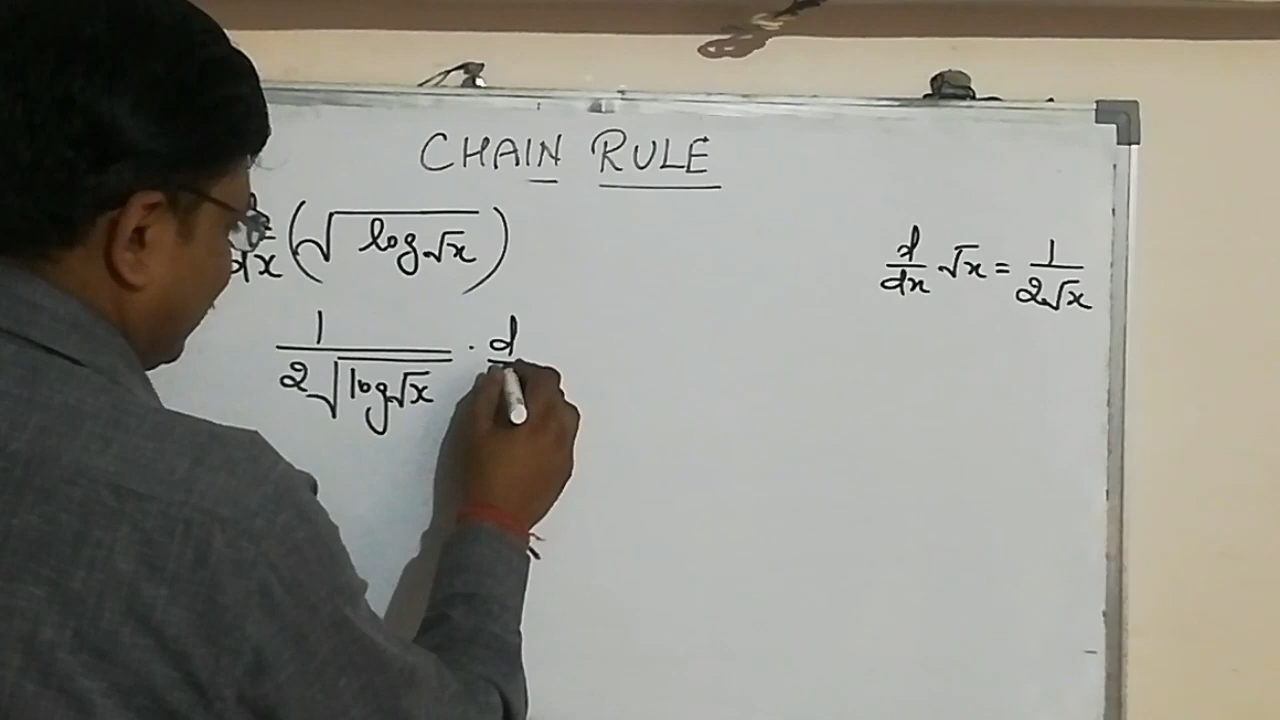 CHAIN RULE
d/dx (√(log√x))
d/dx √x = 1/(2√x)
1/(2√(log√x)) · d